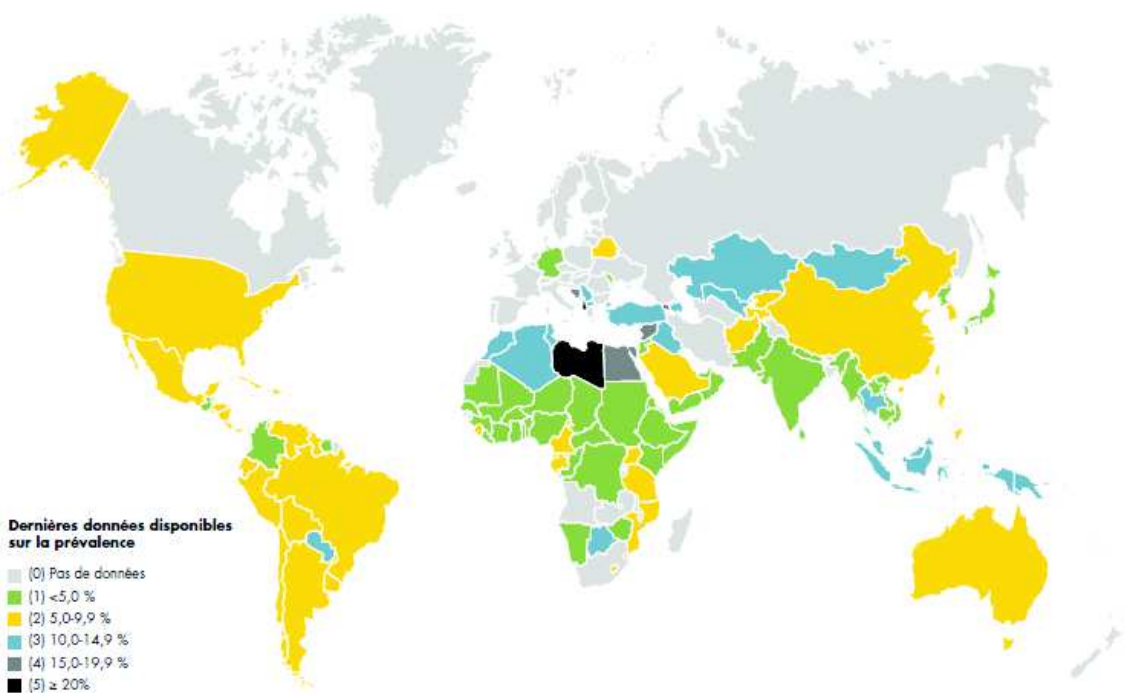 Dernières données disponibles
sur la prévalence
(0) Pas de données
(1) <5,0 %
(2) 5,0-9,9 %
(3) 10,0-14,9 %
(4) 15,0-19,9 %
(5) ≥ 20%